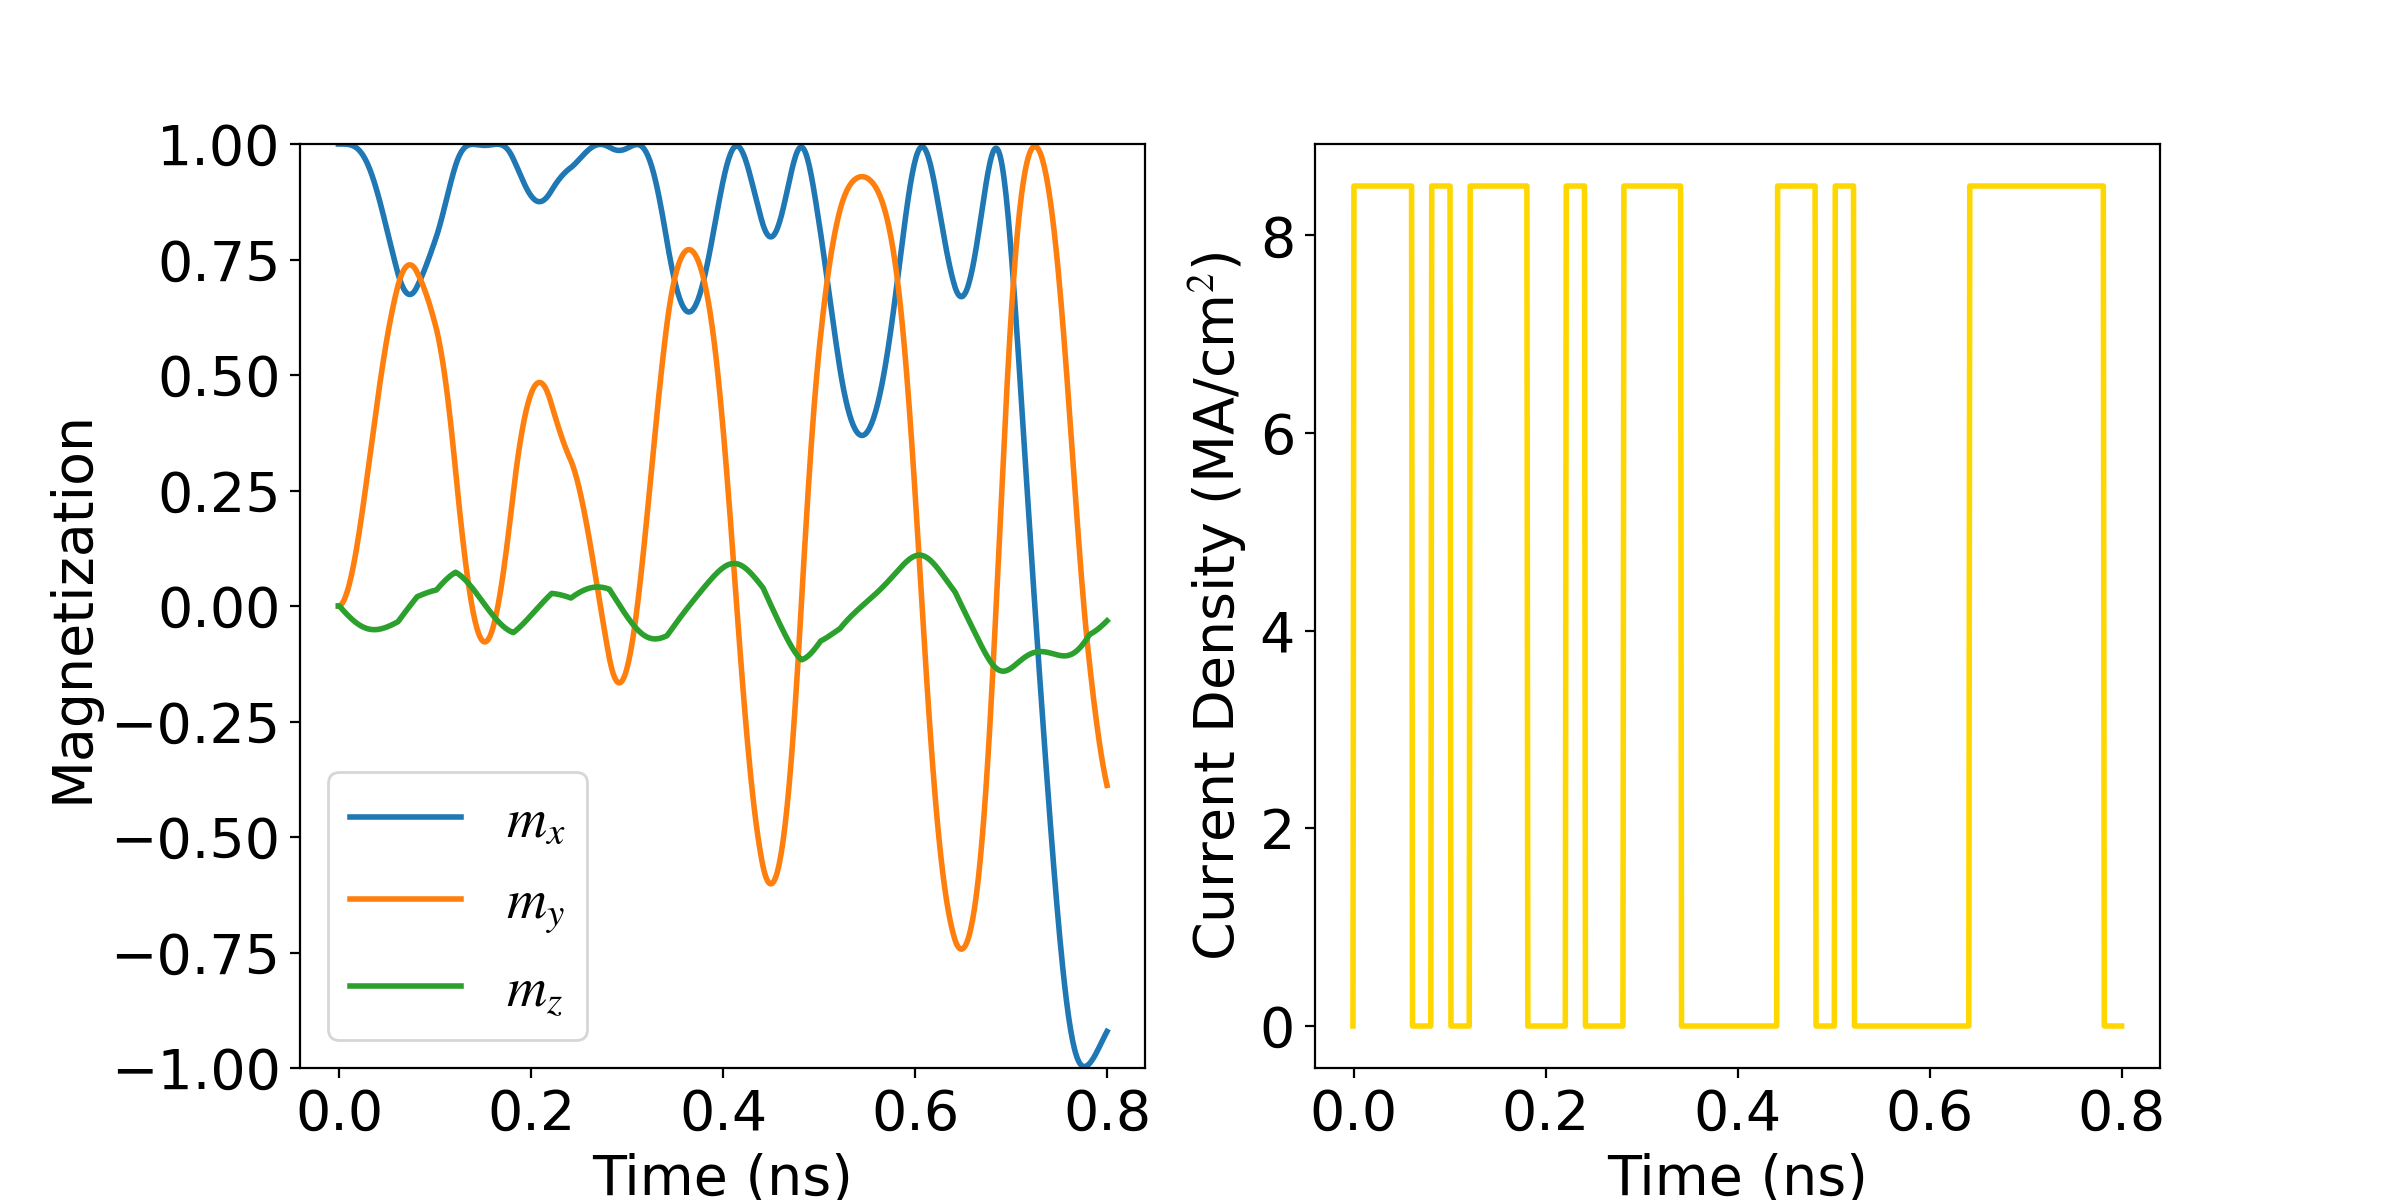 Magnetization
1.00
0.75
0.50
0.25
0.00
−0.25
−0.50
−0.75
−1.00
m_x
m_y
m_z
0.0 0.2 0.4 0.6 0.8
Time (ns)
Current Density (MA/cm²)
8
6
4
2
0
0.0 0.2 0.4 0.6 0.8
Time (ns)